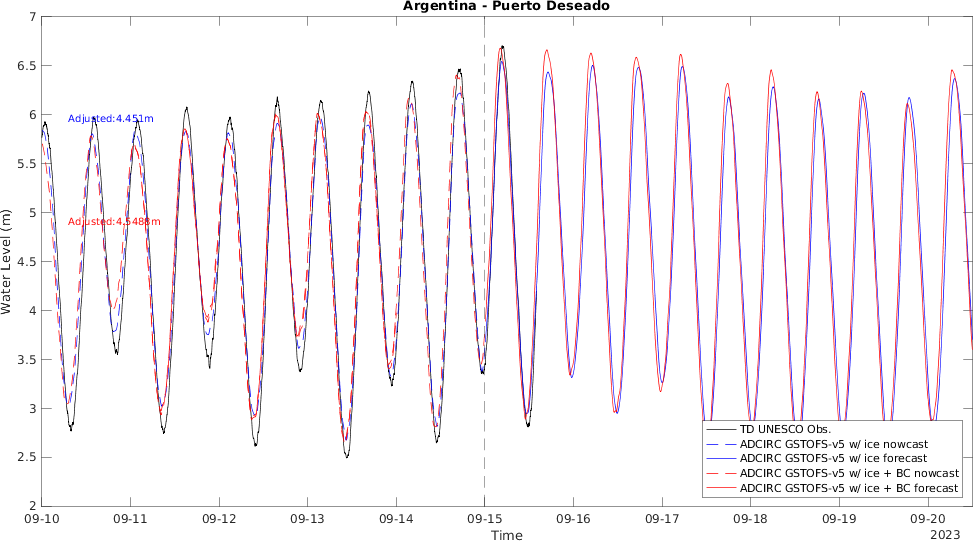 Argentina - Puerto Deseado
Water Level (m)
7
6.5
6
5.5
5
4.5
4
3.5
3
2.5
2
Adjusted:4.451m
Adjusted:4.5488m
TD UNESCO Obs.
ADCIRC GSTOFS-v5 w/ ice nowcast
ADCIRC GSTOFS-v5 w/ ice forecast
ADCIRC GSTOFS-v5 w/ ice + BC nowcast
ADCIRC GSTOFS-v5 w/ ice + BC forecast
09-10 09-11 09-12 09-13 09-14 09-15 09-16 09-17 09-18 09-19 09-20
Time
2023